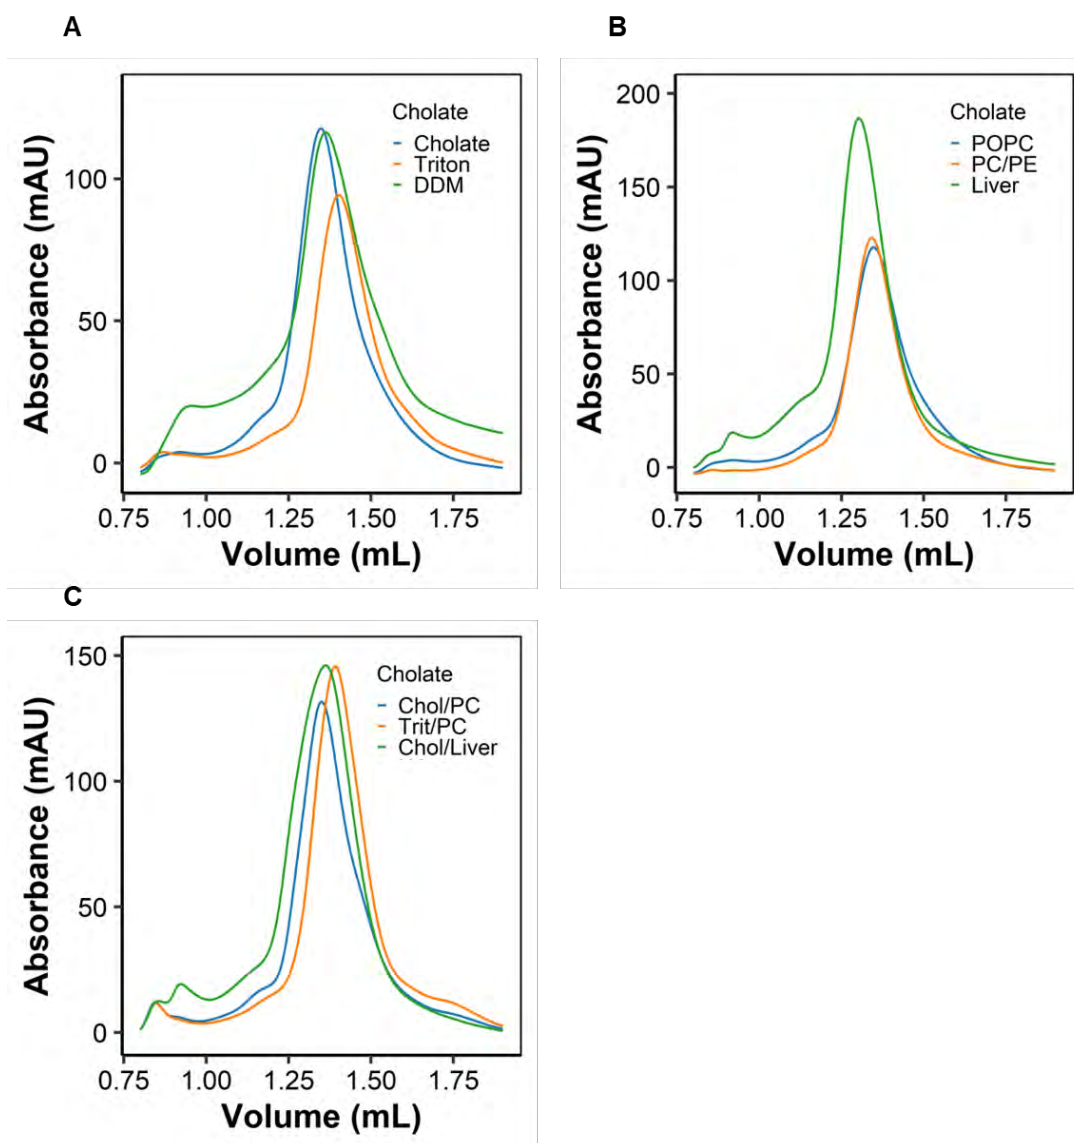 A
Absorbance (mAU)
100
50
0
0.75 1.00 1.25 1.50 1.75
Volume (mL)
Cholate
Cholate
Triton
DDM
B
Absorbance (mAU)
200
150
100
50
0
0.75 1.00 1.25 1.50 1.75
Volume (mL)
Cholate
POPC
PC/PE
Liver
C
Absorbance (mAU)
150
100
50
0
0.75 1.00 1.25 1.50 1.75
Volume (mL)
Cholate
Chol/PC
Trit/PC
Chol/Liver